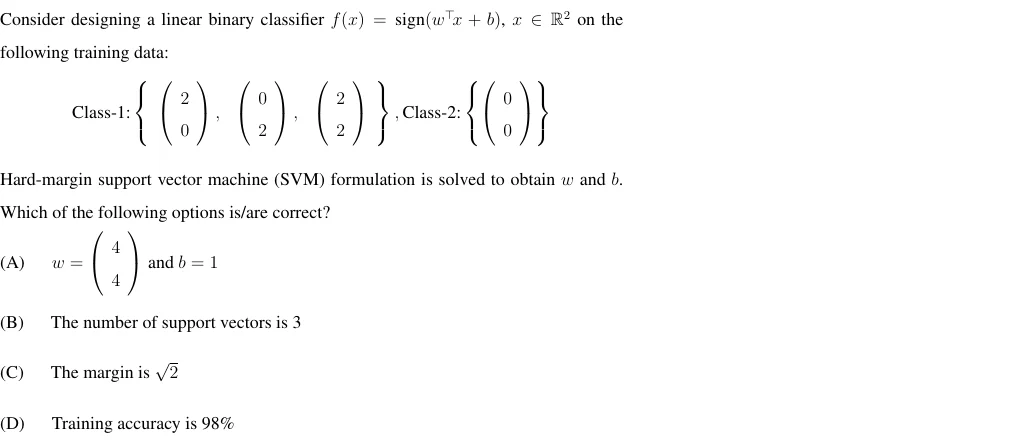 Consider designing a linear binary classifier f(x) = sign(w⊤x + b), x ∈ ℝ² on the
following training data:
Class-1: { (2 0), (0 2), (2 2) }, Class-2: { (0 0) }
Hard-margin support vector machine (SVM) formulation is solved to obtain w and b.
Which of the following options is/are correct?
(A) w = (4 4) and b = 1
(B) The number of support vectors is 3
(C) The margin is √2
(D) Training accuracy is 98%